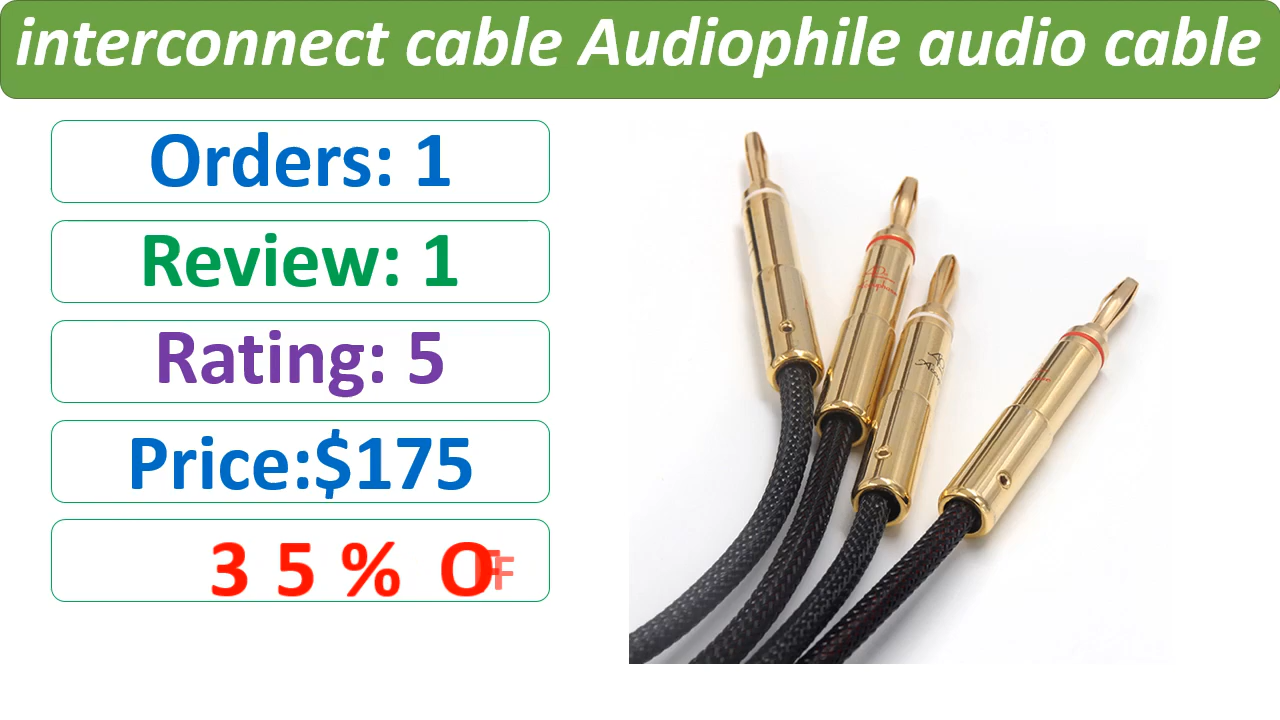 interconnect cable Audiophile audio cable
Orders: 1
Review: 1
Rating: 5
Price:$175
3 5 % OFF